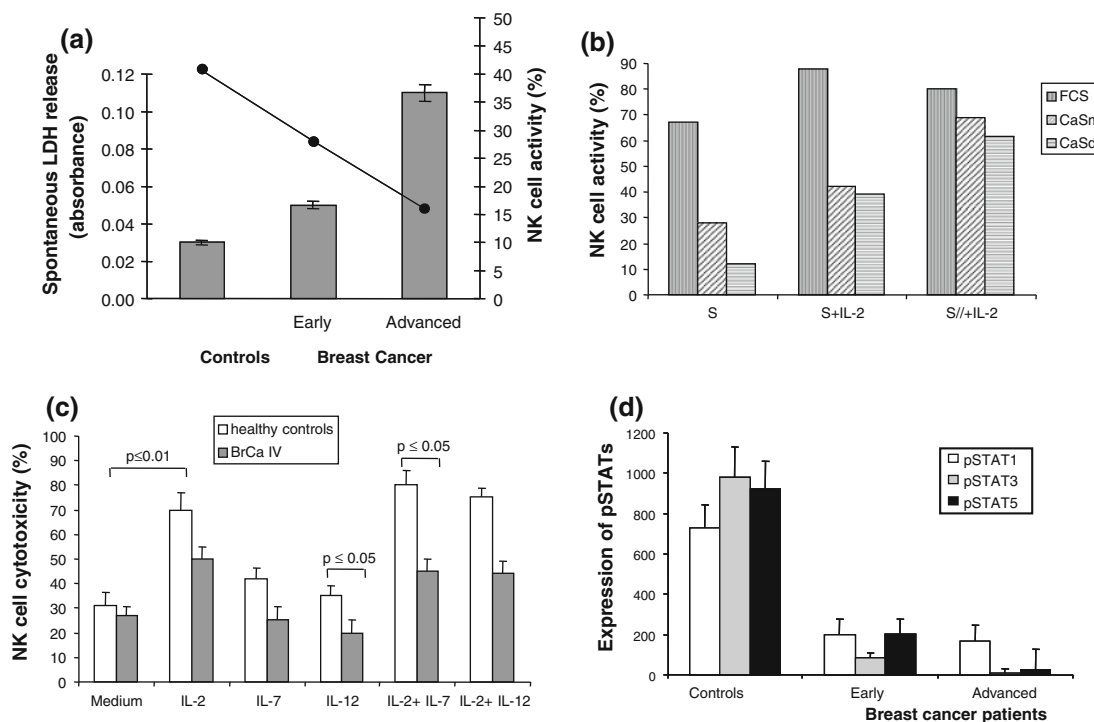 (a)
Spontaneous LDH release
(absorbance)
0.12
0.10
0.08
0.06
0.04
0.02
0.00
50
45
40
35
30
25
20
15
10
5
0
NK cell activity (%)
Early
Advanced
Controls
Breast Cancer
(b)
NK cell activity (%)
90
80
70
60
50
40
30
20
10
0
S
S+IL-2
S//+IL-2
FCS
CaSn
CaSd
(c)
NK cell cytotoxicity (%)
100
90
80
70
60
50
40
30
20
10
0
healthy controls
BrCa IV
p≤0.01
p ≤ 0.05
p ≤ 0.05
Medium
IL-2
IL-7
IL-12
IL-2+ IL-7
IL-2+ IL-12
(d)
Expression of pSTATs
1200
1000
800
600
400
200
0
pSTAT1
pSTAT3
pSTAT5
Controls
Early
Advanced
Breast cancer patients